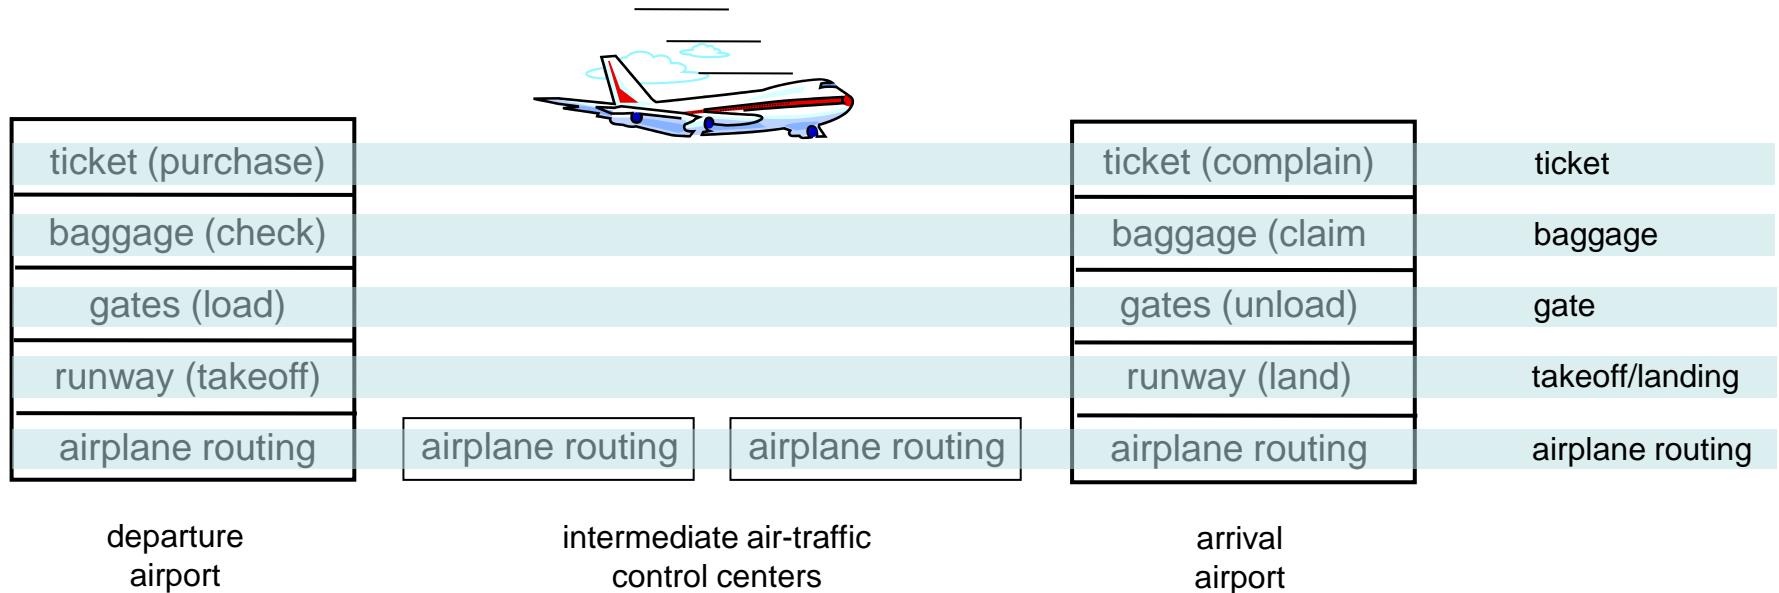 ticket (purchase) ticket (complain) ticket
baggage (check) baggage (claim baggage
gates (load) gates (unload) gate
runway (takeoff) runway (land) takeoff/landing
airplane routing airplane routing airplane routing airplane routing airplane routing
departure
airport
intermediate air-traffic
control centers
arrival
airport